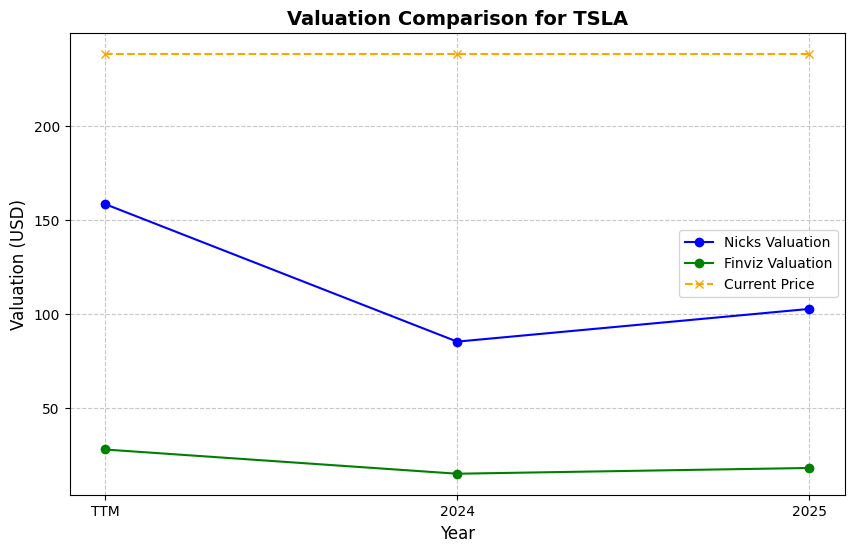 Valuation Comparison for TSLA
Valuation (USD)
200
150
100
50
Nicks Valuation
Finviz Valuation
Current Price
TTM
2024
2025
Year